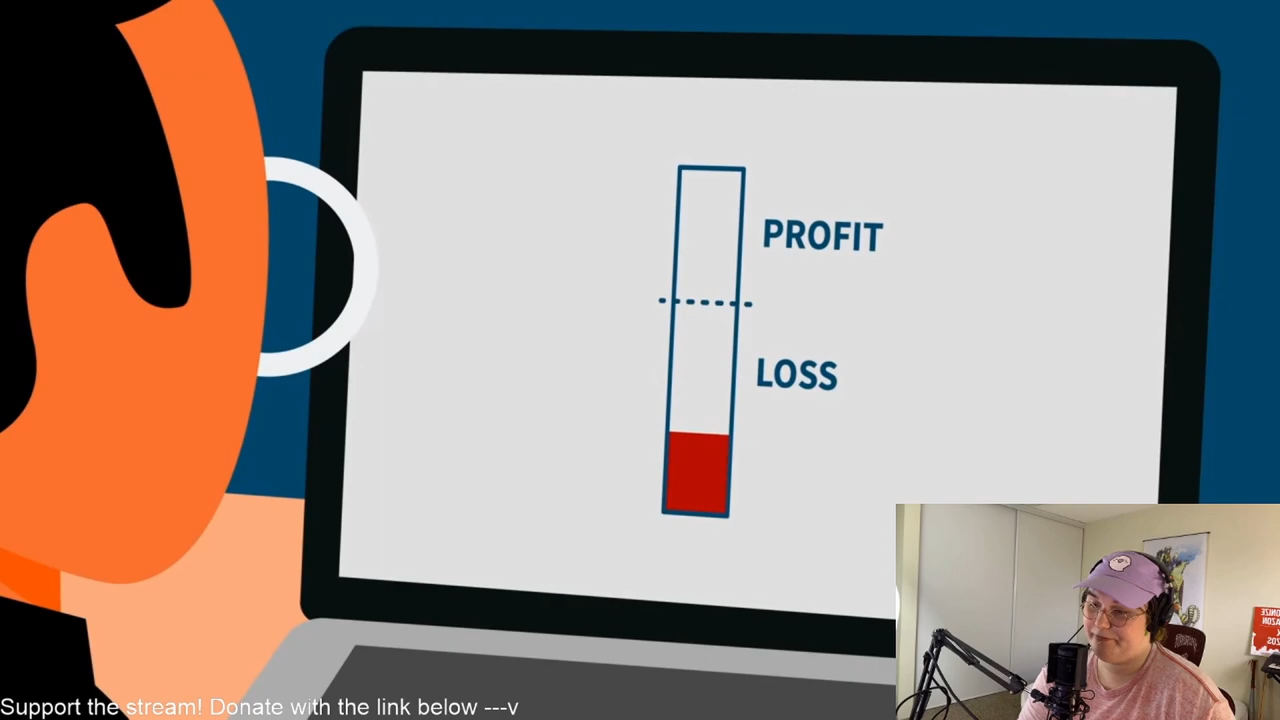 PROFIT
LOSS
Support the stream! Donate with the link below ---v